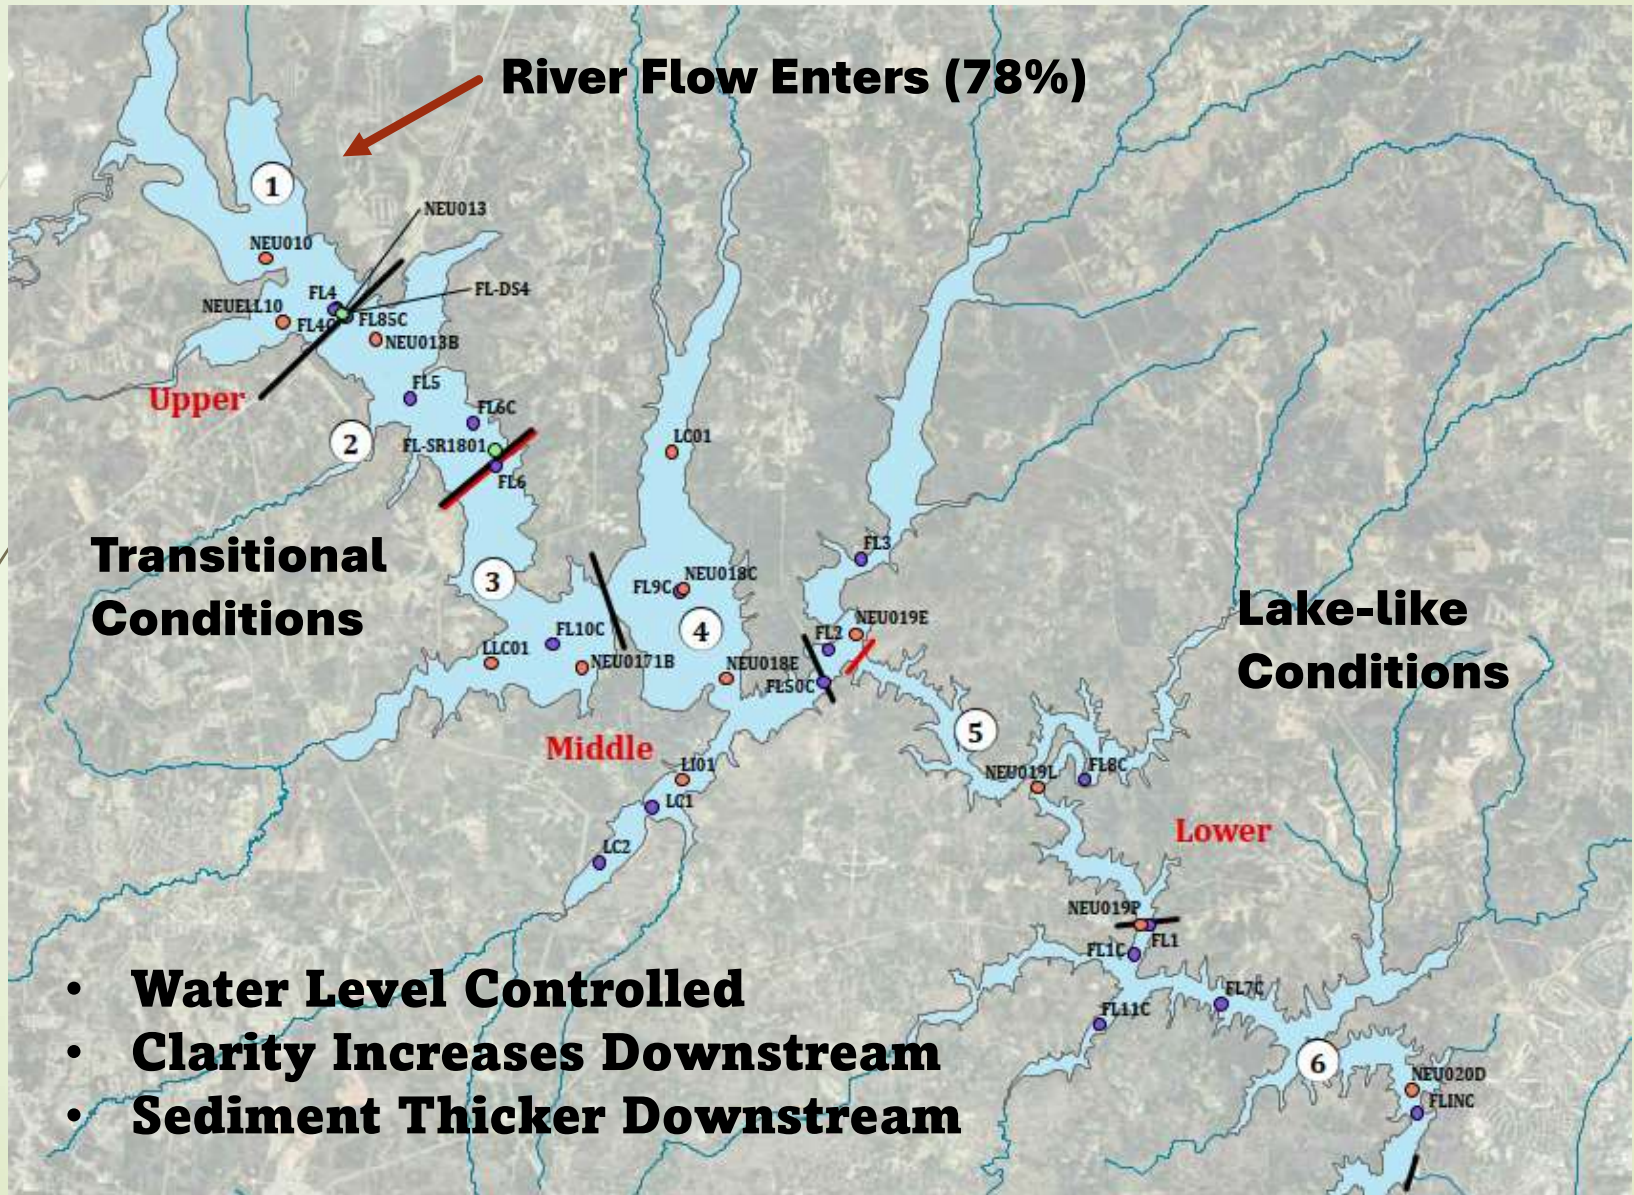 River Flow Enters (78%)
1
NEU013
NEU010
FL-DS4
NEUELL10
FL4
FL4C
FL85C
NEU013B
Upper
FL5
FL6C
2
FL-SR1801
FL6
LC01
Transitional
Conditions
3
FL3
FL9C
NEU018C
4
Lake-like
Conditions
FL10C
NEU019E
FL2
LLC01
NEU0171B
NEU018E
FL50C
5
Middle
LI01
NEU019L
FL8C
LC1
Lower
LC2
NEU019P
FL1
FL1C
FL7C
FL11C
• Water Level Controlled
• Clarity Increases Downstream
• Sediment Thicker Downstream
6
NEU020D
FLINC